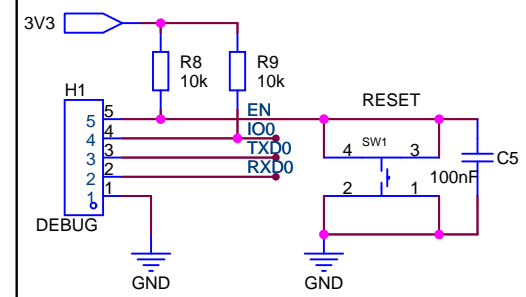 3V3
R8
10k
R9
10k
H1
RESET
5 5 EN
4 4 IO0
3 3 TXD0
2 2 RXD0
1 1
DEBUG
SW1
4 3
2 1
C5
100nF
GND
GND